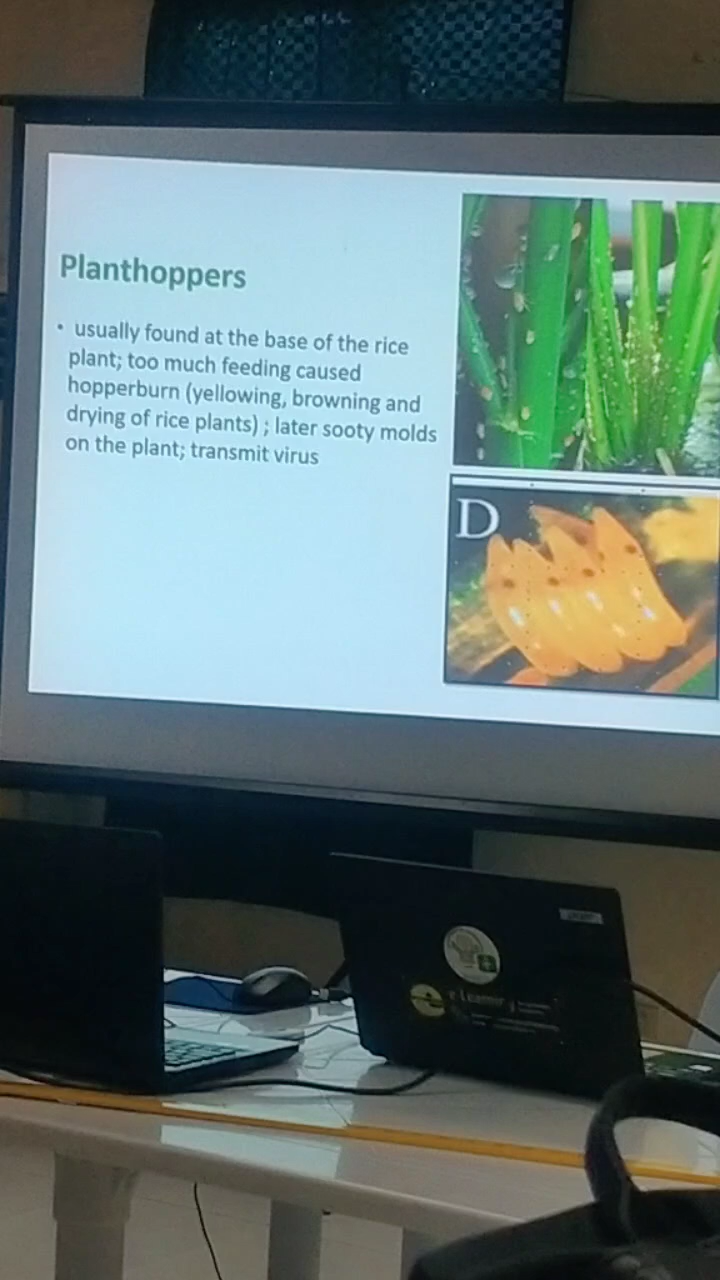 Planthoppers
• usually found at the base of the rice
plant; too much feeding caused
hopperburn (yellowing, browning and
drying of rice plants) ; later sooty molds
on the plant; transmit virus
D